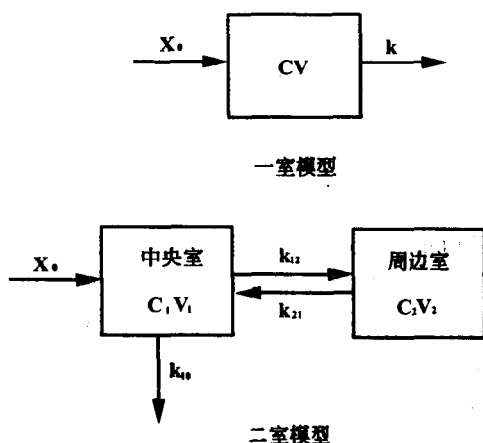 X₀
CV
k
一室模型
X₀
中央室
C₁V₁
k₁₂
k₂₁
周边室
C₂V₂
k₁₀
二室模型